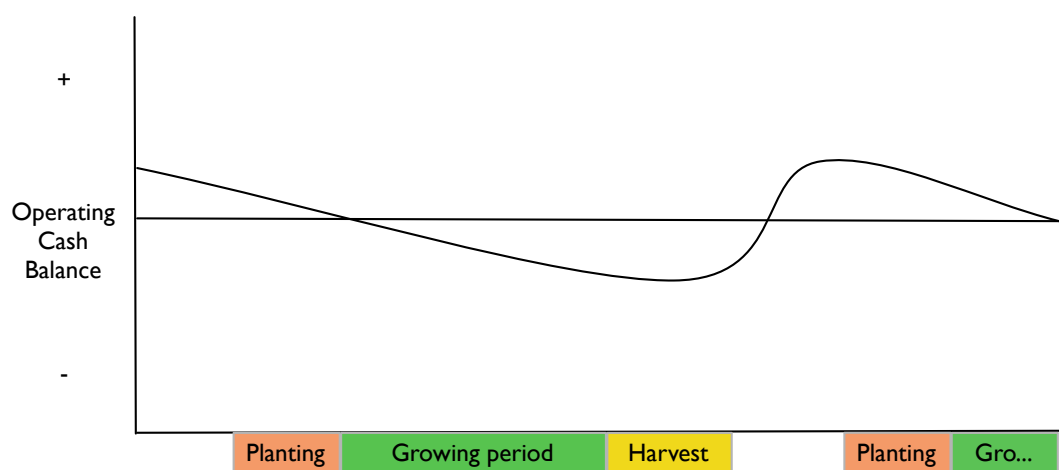 +
Operating
Cash
Balance
-
Planting
Growing period
Harvest
Planting
Gro...